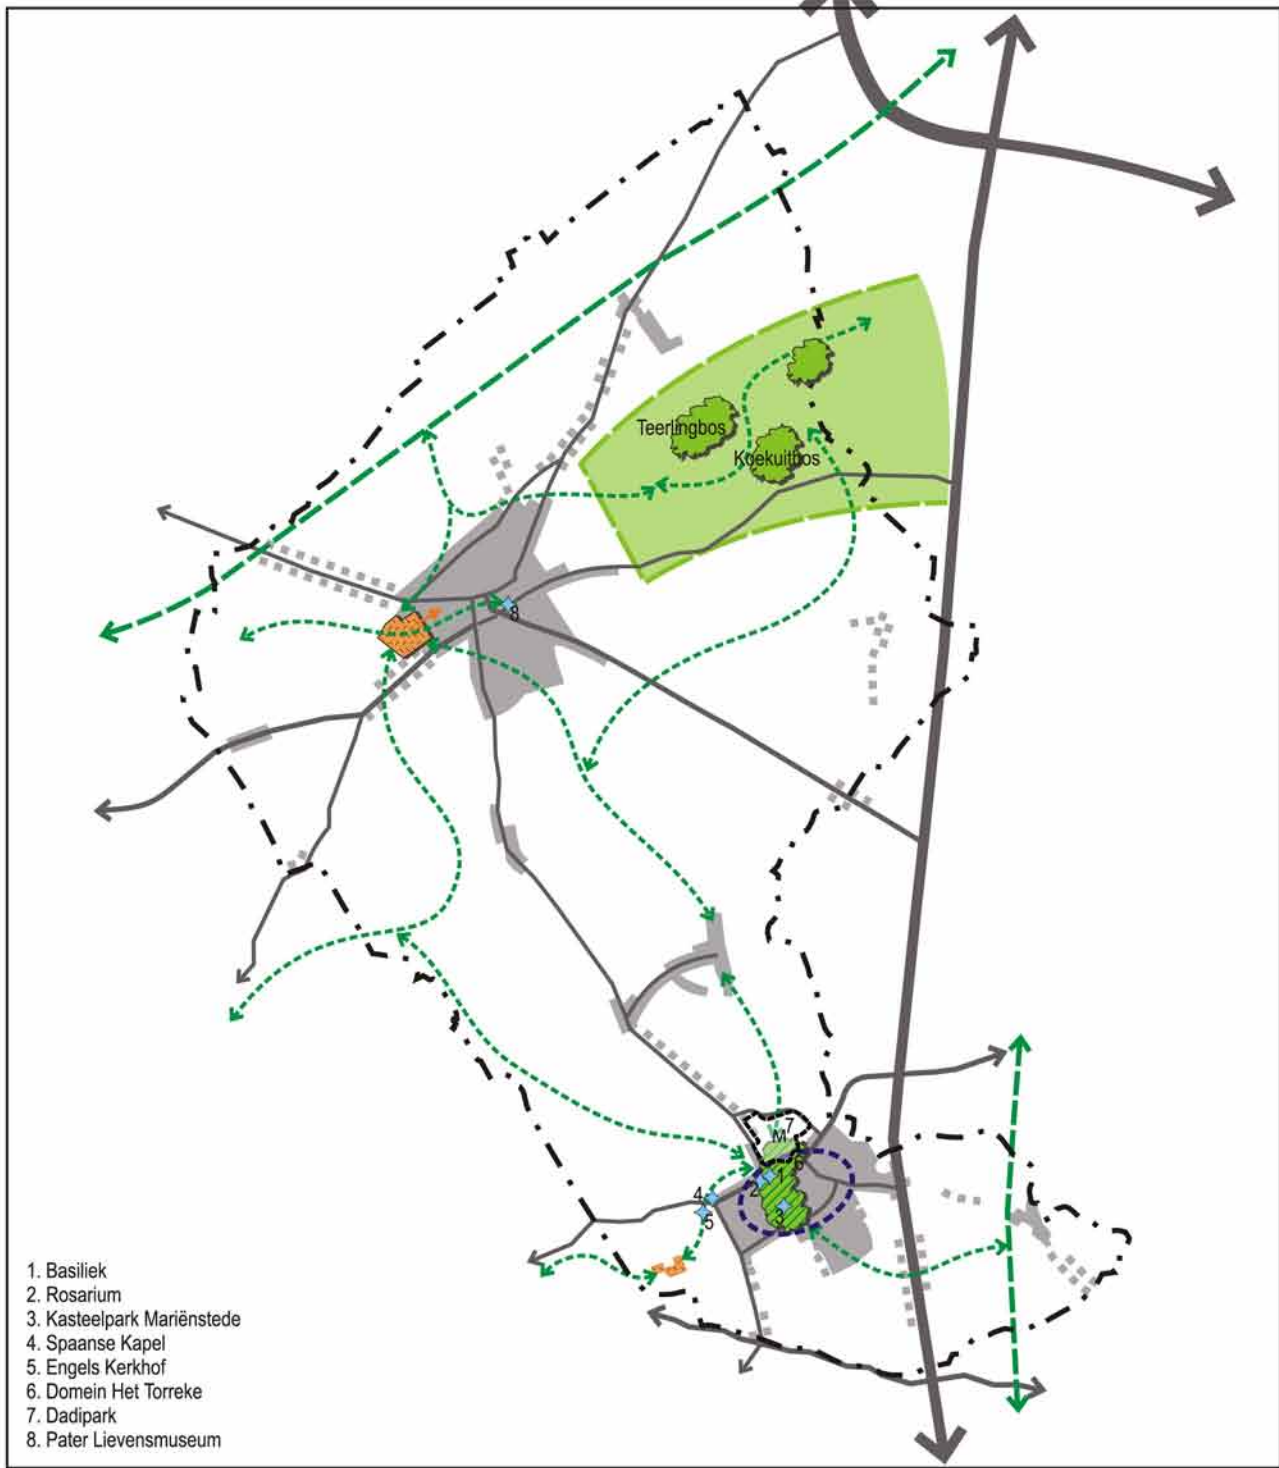 Teerlingbos
Koekuitbos
8
7
M
6
1
2
4
3
5
1. Basiliek
2. Rosarium
3. Kasteelpark Mariënstede
4. Spaanse Kapel
5. Engels Kerkhof
6. Domein Het Torreke
7. Dadipark
8. Pater Lievensmuseum